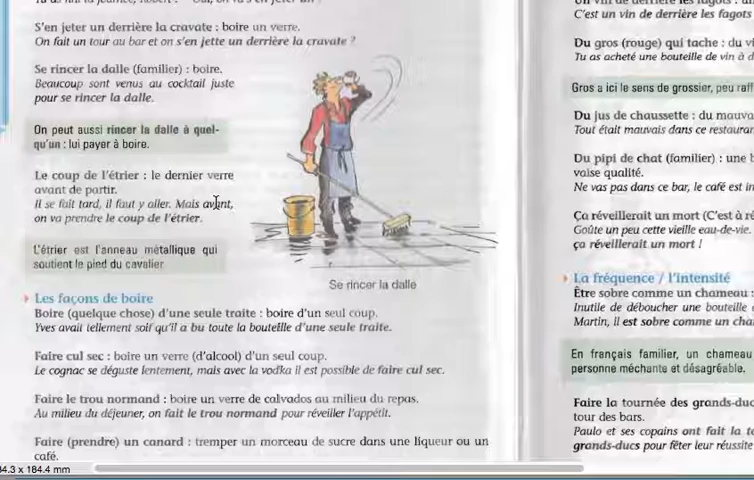 S'en jeter un derrière la cravate : boire un verre.
On fait un tour au bar et on s'en jette un derrière la cravate ?
Se rincer la dalle (familier) : boire.
Beaucoup sont venus au cocktail juste
pour se rincer la dalle.
On peut aussi rincer la dalle à quel-
qu'un : lui payer à boire.
Le coup de l'étrier : le dernier verre
avant de partir.
Il se fait tard, il faut y aller. Mais avant,
on va prendre le coup de l'étrier.
L'étrier est l'anneau métallique qui
soutient le pied du cavalier
Se rincer la dalle
Les façons de boire
Boire (quelque chose) d'une seule traite : boire d'un seul coup.
Yves avait tellement soif qu'il a bu toute la bouteille d'une seule traite.
Faire cul sec : boire un verre (d'alcool) d'un seul coup.
Le cognac se déguste lentement, mais avec la vodka il est possible de faire cul sec.
Faire le trou normand : boire un verre de calvados au milieu du repas.
Au milieu du déjeuner, on fait le trou normand pour réveiller l'appétit.
Faire (prendre) un canard : tremper un morceau de sucre dans une liqueur ou un
café.
C'est un vin de derrière les fagots
Du gros (rouge) qui tache : du vi
Tu as acheté une bouteille de vin à d
Gros a ici le sens de grossier, peu raff
Du jus de chaussette : du mauva
Tout était mauvais dans ce restauran
Du pipi de chat (familier) : une b
vaise qualité.
Ne vas pas dans ce bar, le café est in
Ça réveillerait un mort (C'est à ré
Goûte un peu cette vieille eau-de-vie.
ça réveillerait un mort !
La fréquence / l'intensité
Être sobre comme un chameau :
Inutile de déboucher une bouteille
Martin, il est sobre comme un cha
En français familier, un chameau
personne méchante et désagréable.
Faire la tournée des grands-duc
tour des bars.
Paulo et ses copains ont fait la to
grands-ducs pour fêter leur réussite
4.3 x 184.4 mm